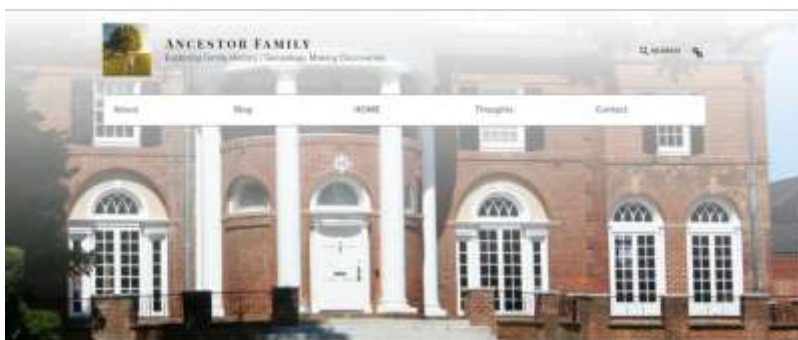 ANCESTOR FAMILY
Exploring Family History / Genealogy, Making Discoveries
SEARCH
About Blog HOME Thoughts Contact